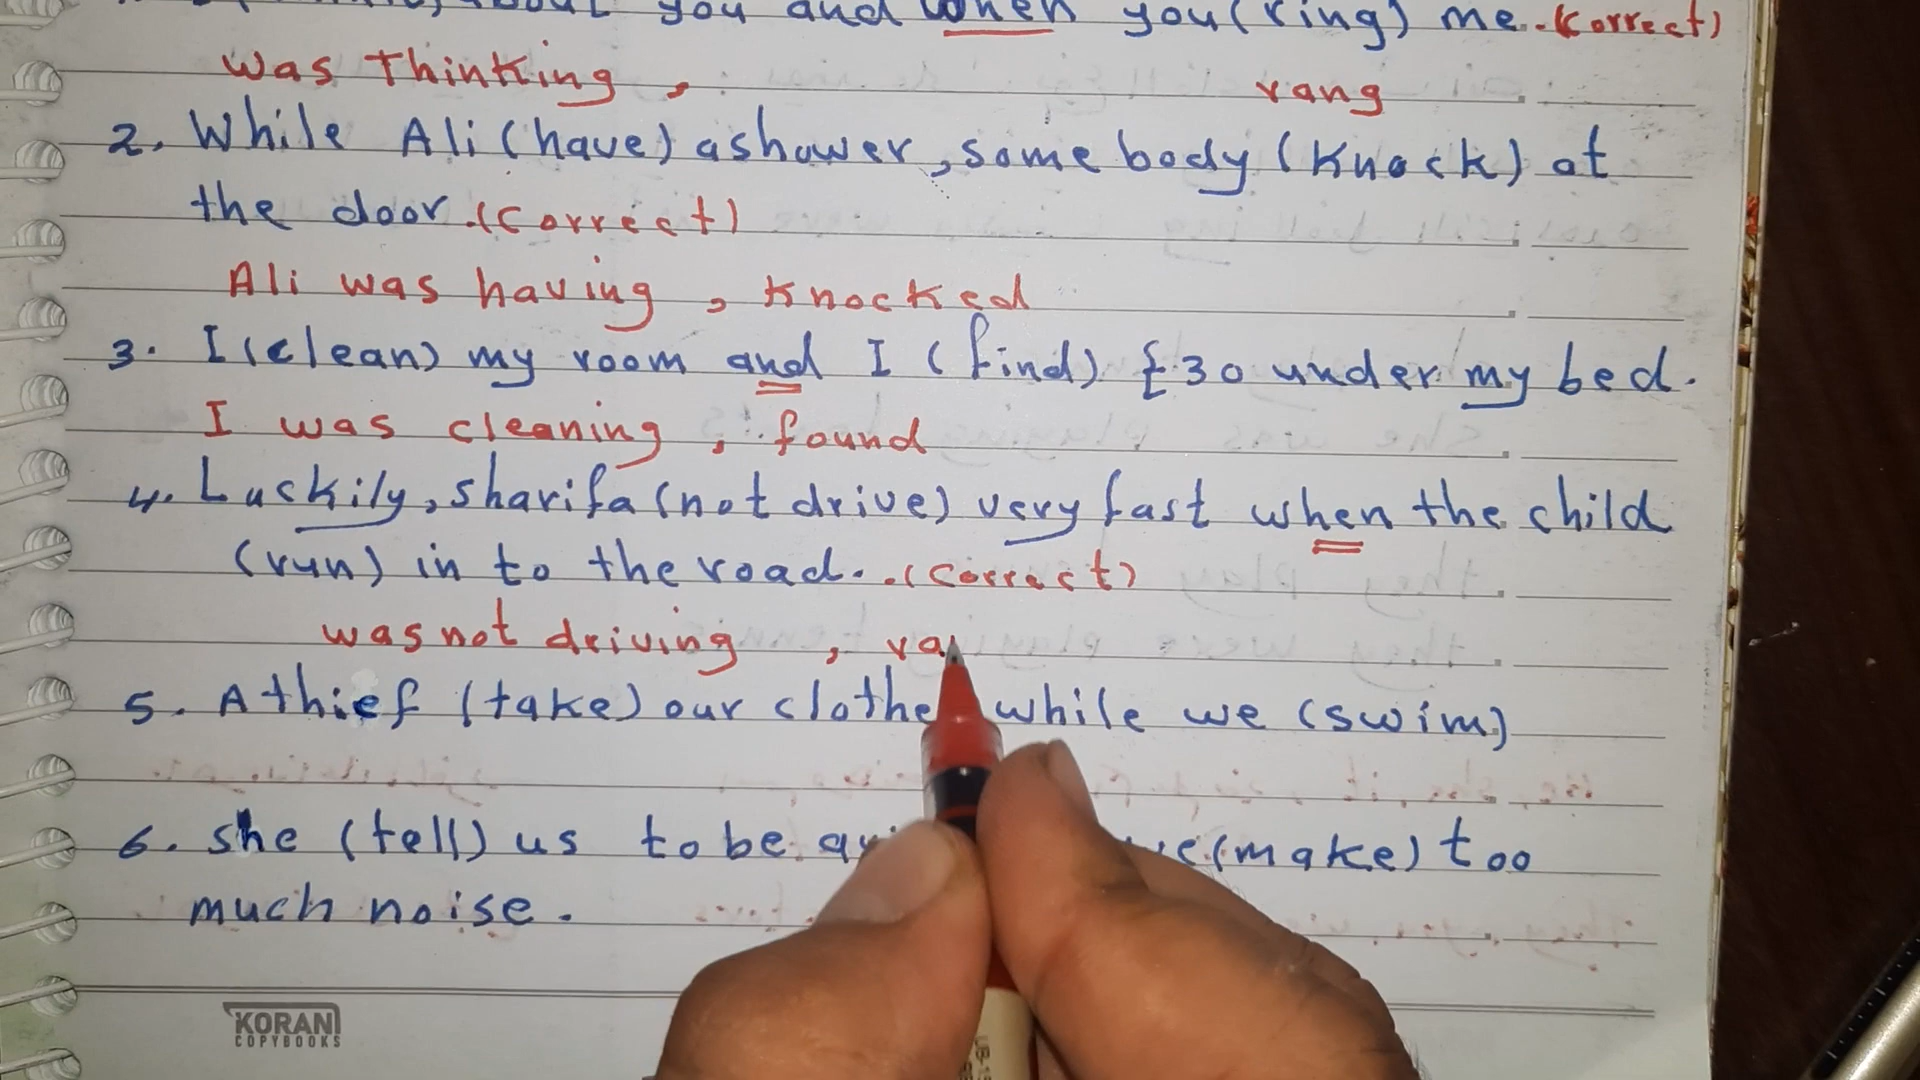 about you and when you (ring) me. (correct)
was Thinking , rang
2. While Ali (have) a shower, some body (knock) at
the door. (correct)
Ali was having , knocked
3. I (clean) my room and I (find) £30 under my bed.
I was cleaning , found
4. Luckily, sharifa (not drive) very fast when the child
(run) in to the road. (correct)
was not driving , ra
5. A thief (take) our clothe while we (swim)
6. she (tell) us to be (make) too
much noise.
KORAN
COPYBOOKS